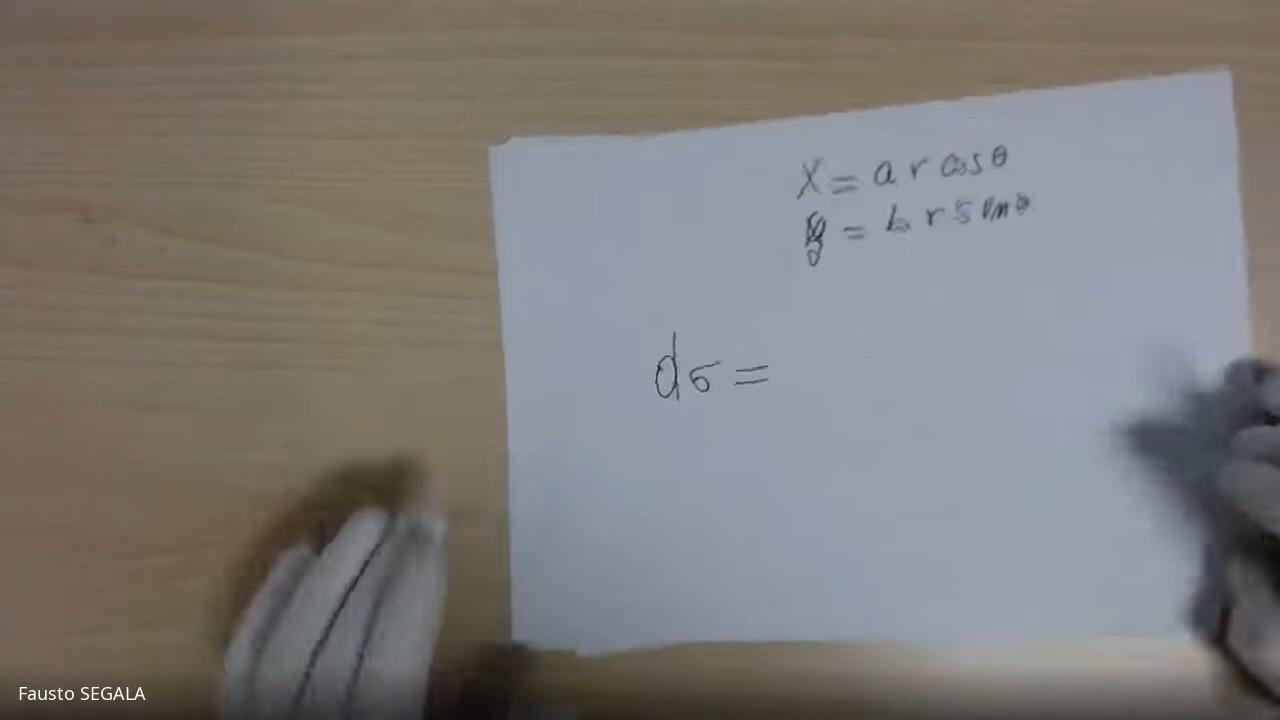 x = a r cos θ
y = b r sin θ
dσ =
Fausto SEGALA